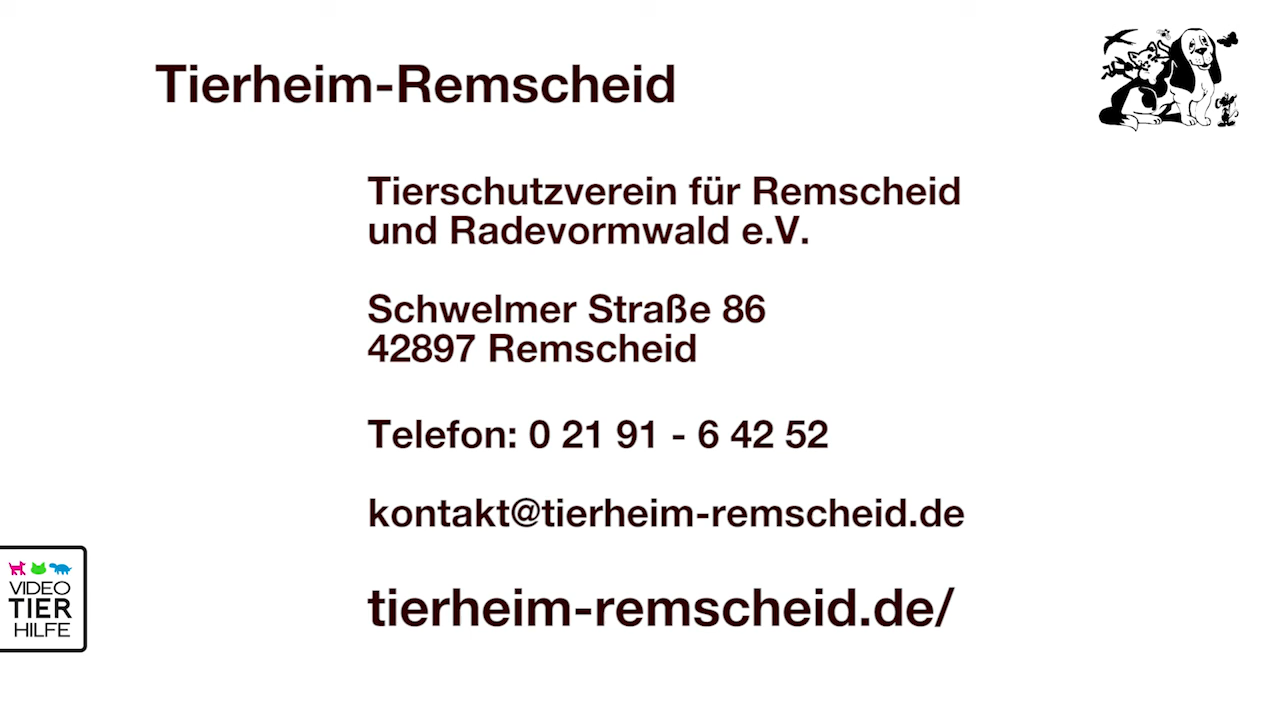 Tierheim-Remscheid
Tierschutzverein für Remscheid
und Radevormwald e.V.
Schwelmer Straße 86
42897 Remscheid
Telefon: 0 21 91 - 6 42 52
kontakt@tierheim-remscheid.de
tierheim-remscheid.de/
VIDEO
TIER
HILFE